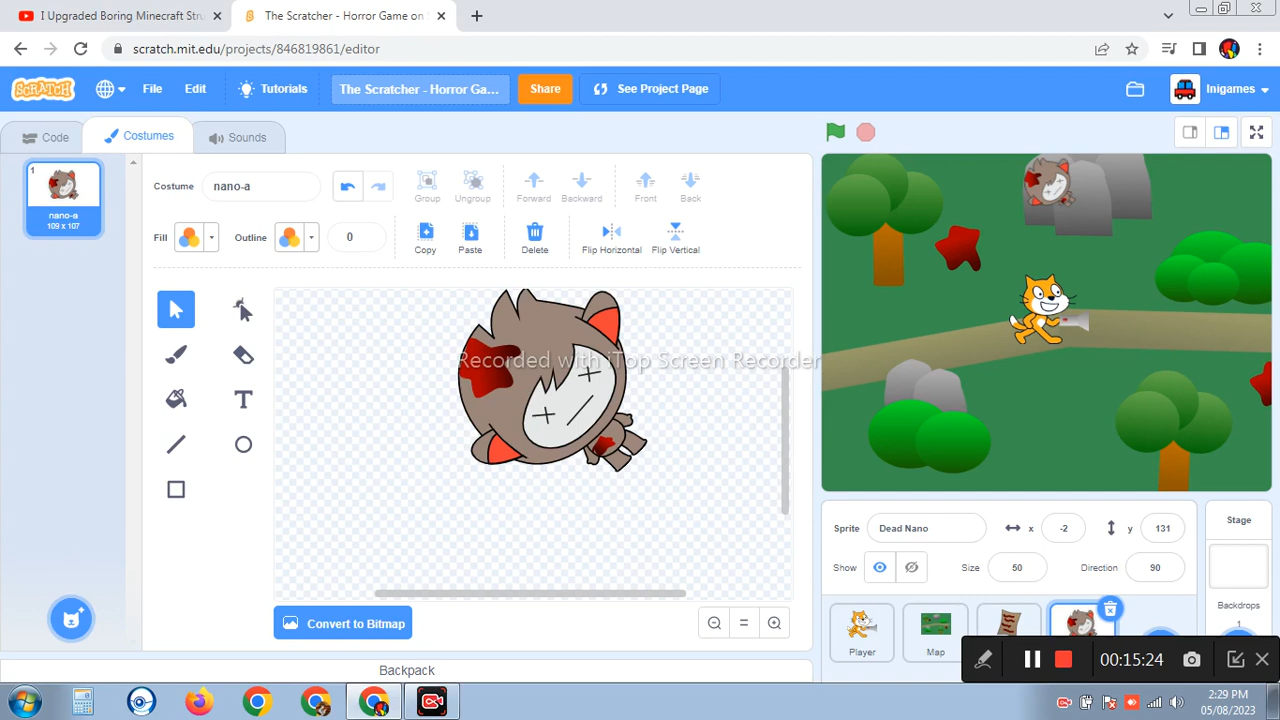 I Upgraded Boring Minecraft Stru
The Scratcher - Horror Game on S
scratch.mit.edu/projects/846819861/editor
SCRATCH
File
Edit
Tutorials
The Scratcher - Horror Ga...
Share
See Project Page
Inigames
Code
Costumes
Sounds
1
nano-a
109 x 107
Costume
nano-a
Group
Ungroup
Forward
Backward
Front
Back
Fill
Outline
0
Copy
Paste
Delete
Flip Horizontal
Flip Vertical
Recorded with iTop Screen Recorder
T
Convert to Bitmap
Backpack
Sprite
Dead Nano
x
-2
y
131
Show
Size
50
Direction
90
Stage
Backdrops
1
Player
Map
00:15:24
2:29 PM
05/08/2023